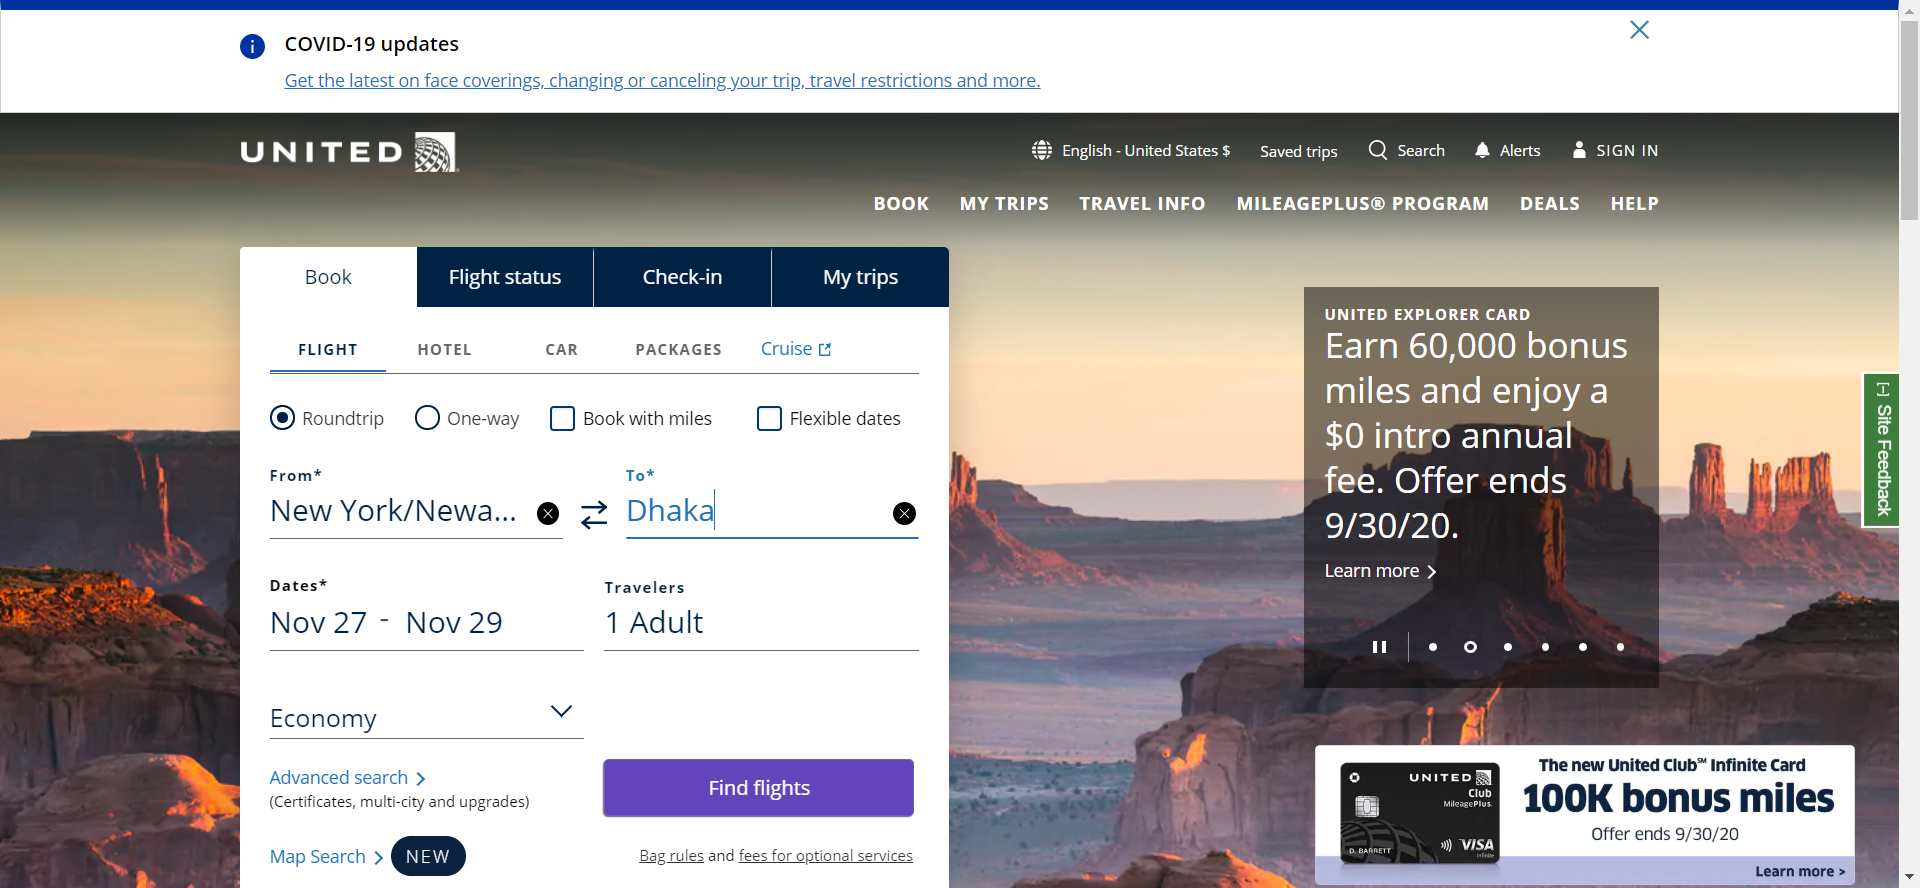 COVID-19 updates
Get the latest on face coverings, changing or canceling your trip, travel restrictions and more.
UNITED
English - United States $
Saved trips
Search
Alerts
SIGN IN
BOOK
MY TRIPS
TRAVEL INFO
MILEAGEPLUS® PROGRAM
DEALS
HELP
Book
Flight status
Check-in
My trips
FLIGHT
HOTEL
CAR
PACKAGES
Cruise
Roundtrip
One-way
Book with miles
Flexible dates
From*
New York/Newa...
To*
Dhaka
Dates*
Nov 27 - Nov 29
Travelers
1 Adult
Economy
Advanced search
(Certificates, multi-city and upgrades)
Find flights
Map Search
NEW
Bag rules and fees for optional services
UNITED EXPLORER CARD
Earn 60,000 bonus
miles and enjoy a
$0 intro annual
fee. Offer ends
9/30/20.
Learn more
[-] Site Feedback
UNITED
Club
MileagePlus.
D. BARRETT
VISA
Infinite
The new United Club℠ Infinite Card
100K bonus miles
Offer ends 9/30/20
Learn more >